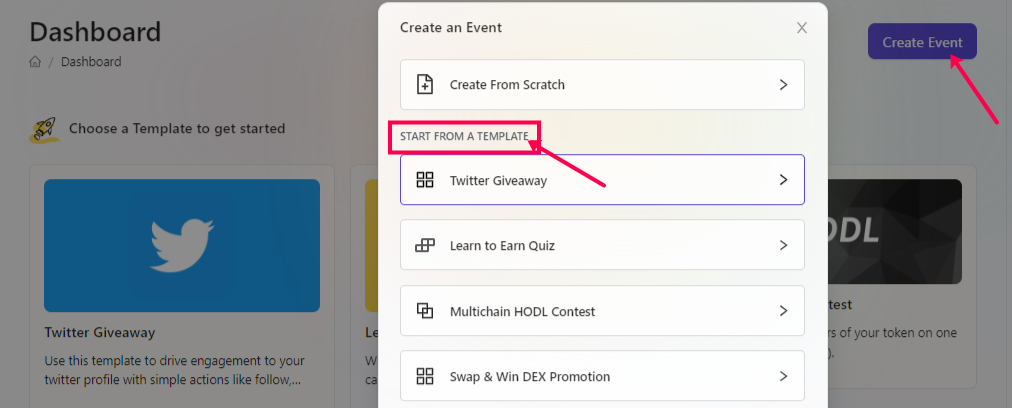 Dashboard
/ Dashboard
Choose a Template to get started
Twitter Giveaway
Use this template to drive engagement to your
twitter profile with simple actions like follow,...
Le
W
ca
Create an Event
Create From Scratch
START FROM A TEMPLATE
Twitter Giveaway
Learn to Earn Quiz
Multichain HODL Contest
Swap & Win DEX Promotion
Create Event
ODL
test
rs of your token on one
).